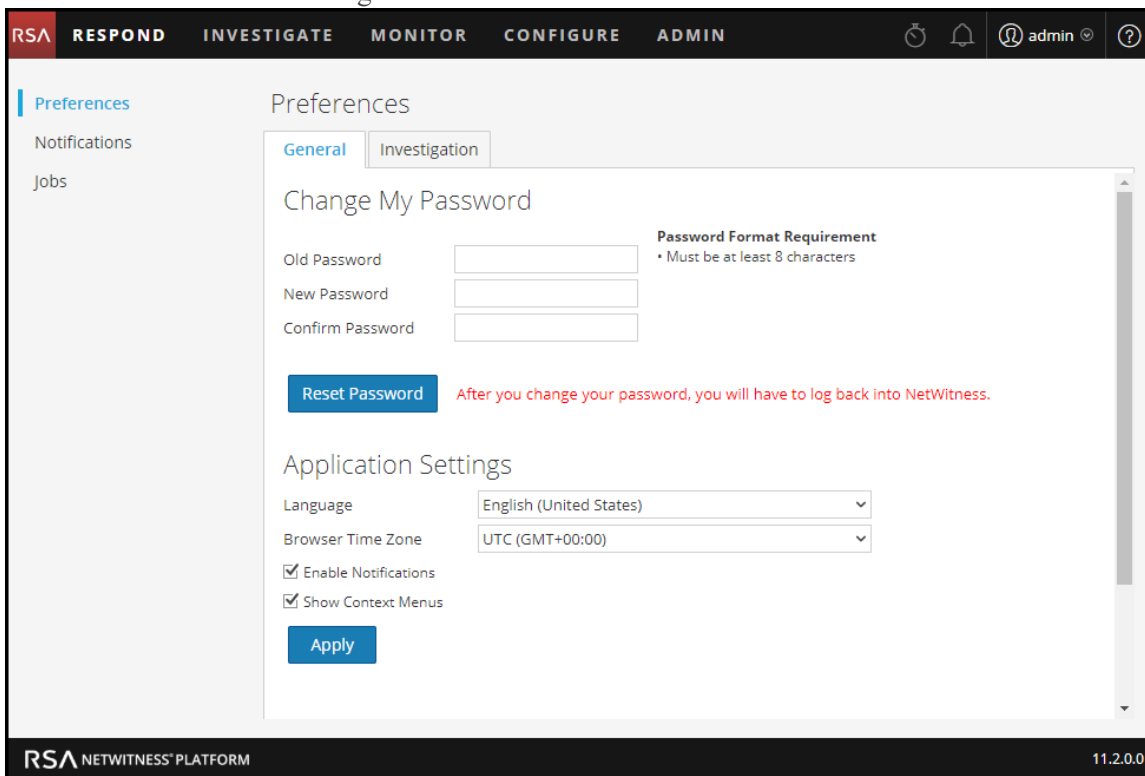 RSA RESPOND INVESTIGATE MONITOR CONFIGURE ADMIN admin ?
Preferences
Notifications
Jobs
Preferences
General Investigation
Change My Password
Password Format Requirement
• Must be at least 8 characters
Old Password
New Password
Confirm Password
Reset Password After you change your password, you will have to log back into NetWitness.
Application Settings
Language English (United States)
Browser Time Zone UTC (GMT+00:00)
Enable Notifications
Show Context Menus
Apply
RSA NETWITNESS® PLATFORM 11.2.0.0